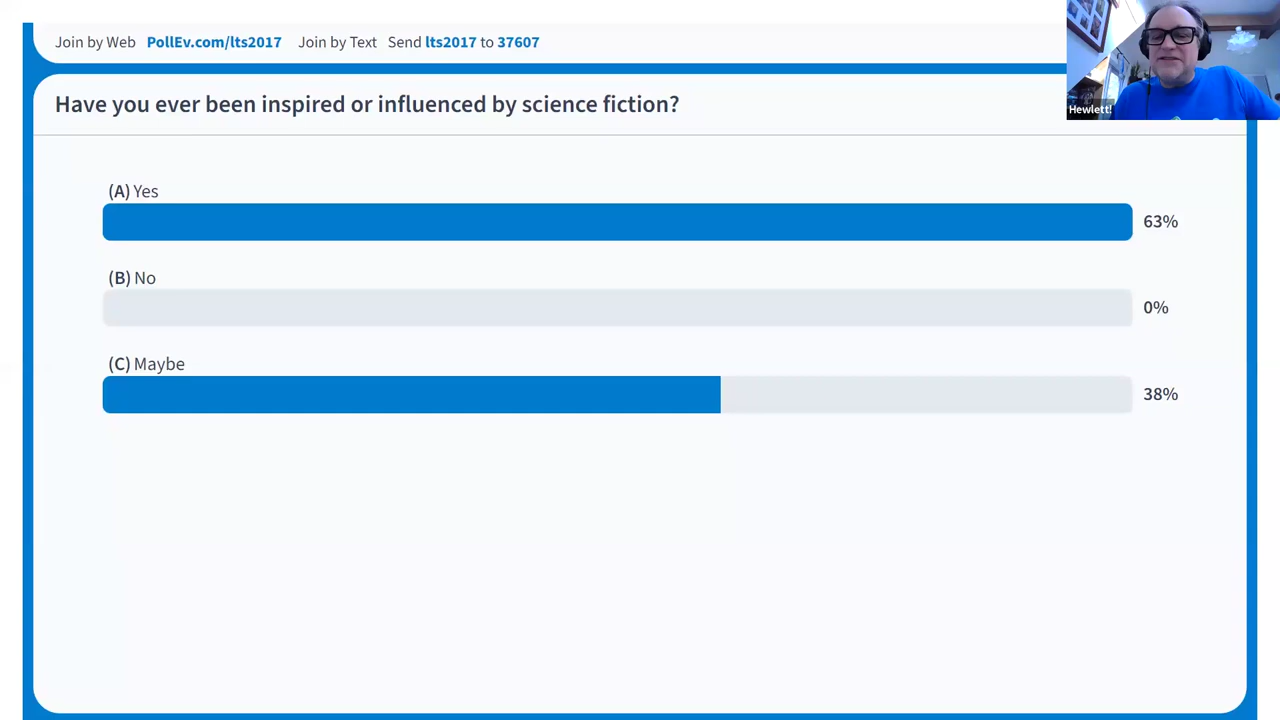 Join by Web PollEv.com/lts2017 Join by Text Send lts2017 to 37607
Hewlett!
Have you ever been inspired or influenced by science fiction?
(A) Yes
63%
(B) No
0%
(C) Maybe
38%